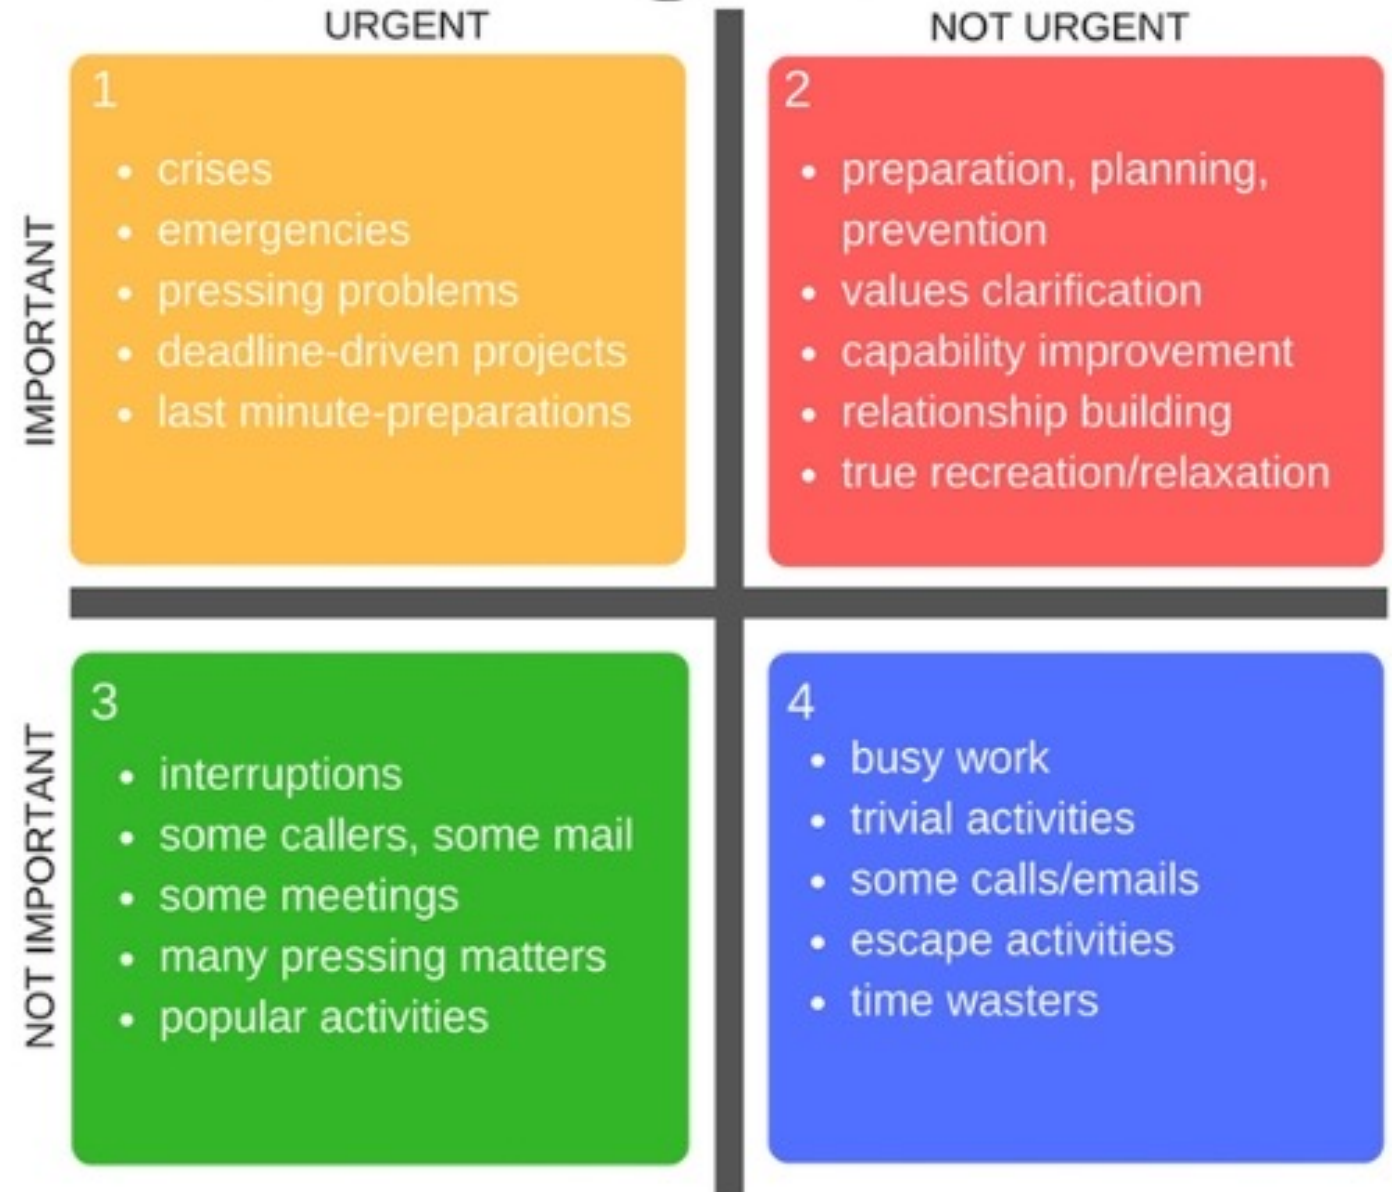 URGENT
NOT URGENT
IMPORTANT
1
• crises
• emergencies
• pressing problems
• deadline-driven projects
• last minute-preparations
2
• preparation, planning,
prevention
• values clarification
• capability improvement
• relationship building
• true recreation/relaxation
NOT IMPORTANT
3
• interruptions
• some callers, some mail
• some meetings
• many pressing matters
• popular activities
4
• busy work
• trivial activities
• some calls/emails
• escape activities
• time wasters